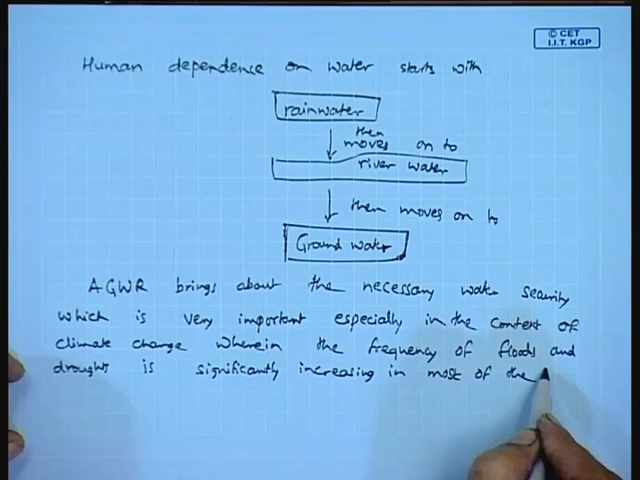 © CET
I.I.T. KGP
Human dependence on water starts with
rainwater
then
moves on to
river water
then moves on to
Ground water
AGWR brings about the necessary water security
which is very important especially in the context of
climate change wherein the frequency of floods and
droughts is significantly increasing in most of the